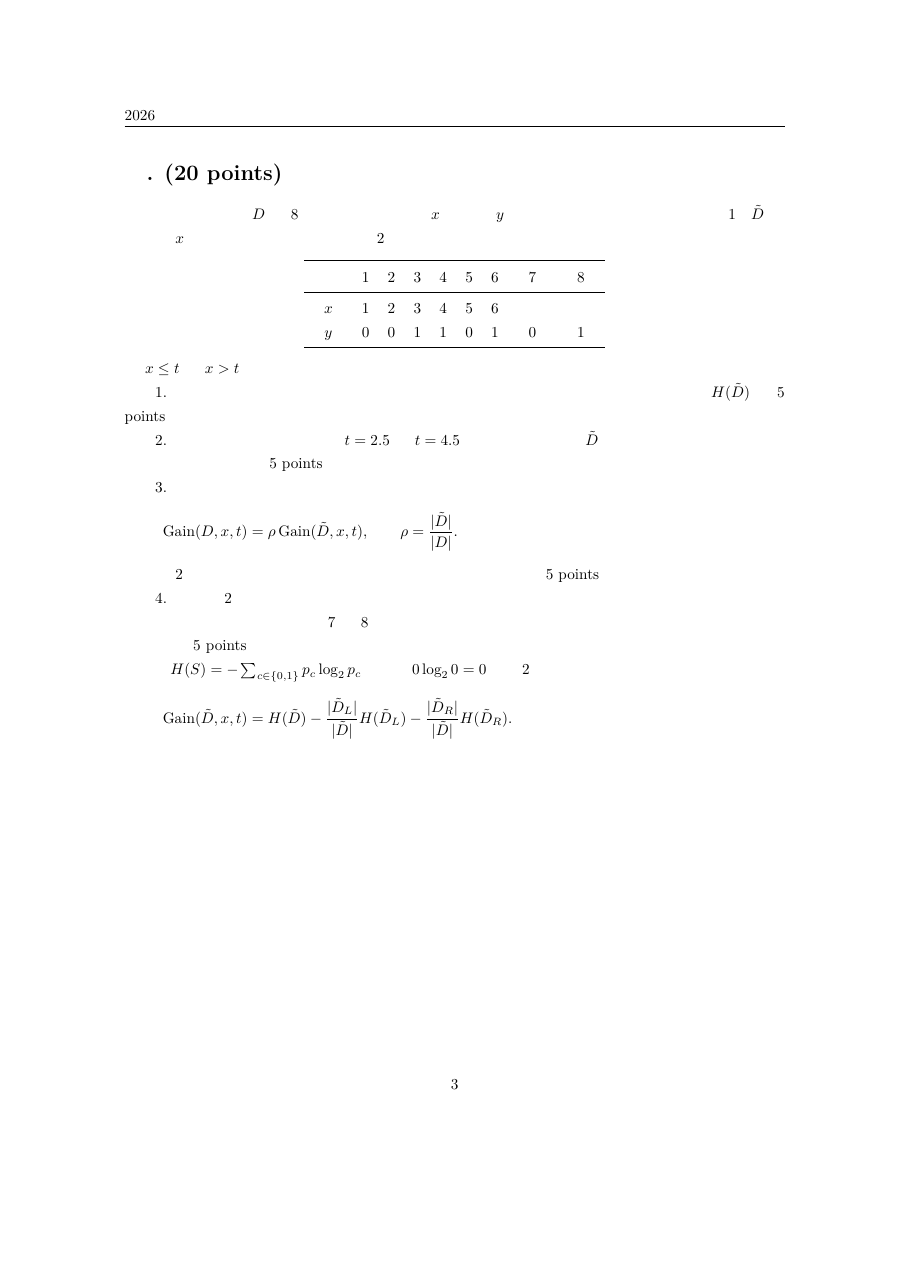 2026
. (20 points)
D 8 x y 1 D̃
x 2
1 2 3 4 5 6 7 8
x 1 2 3 4 5 6
y 0 0 1 1 0 1 0 1
x ≤ t x > t
1. H(D̃) 5
points
2. t = 2.5 t = 4.5 D̃
5 points
3.
Gain(D, x, t) = ρ Gain(D̃, x, t), ρ = |D̃| / |D|.
2 5 points
4. 2
7 8
5 points
H(S) = −∑_{c∈{0,1}} p_c log₂ p_c 0 log₂ 0 = 0 2
Gain(D̃, x, t) = H(D̃) − |D̃_L| / |D̃| H(D̃_L) − |D̃_R| / |D̃| H(D̃_R).
3